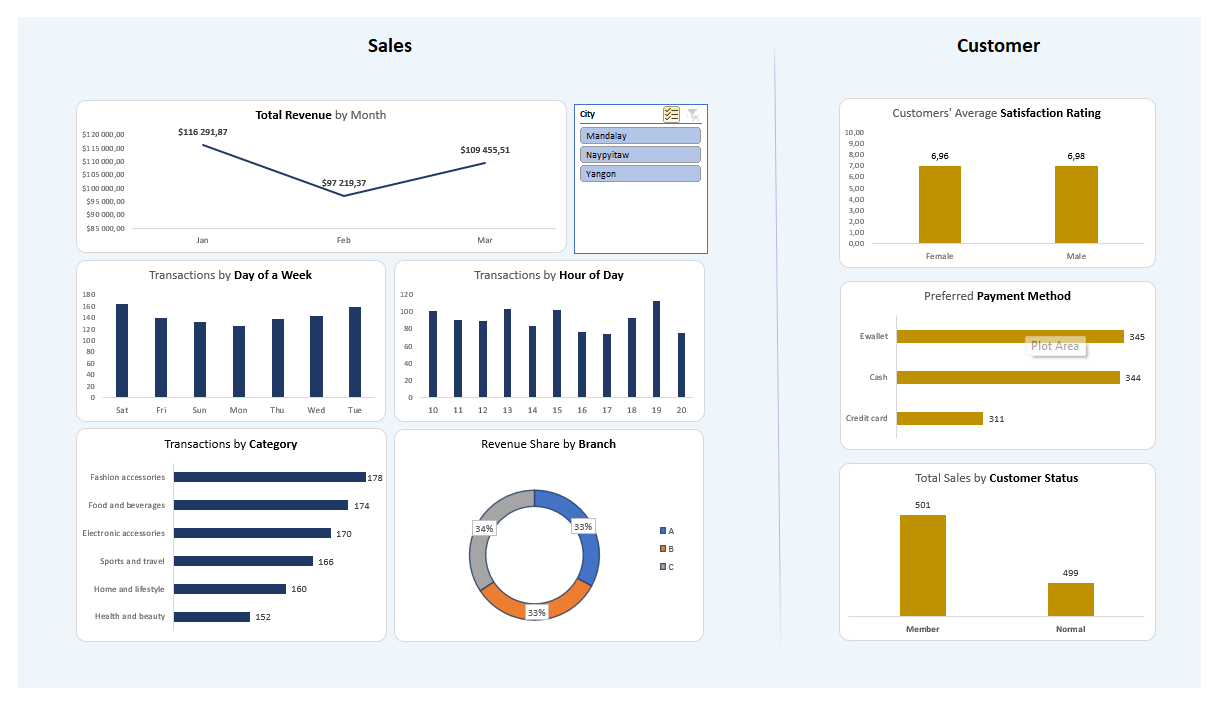 Sales
Customer
Total Revenue by Month
$120 000,00
$115 000,00
$110 000,00
$105 000,00
$100 000,00
$95 000,00
$90 000,00
$85 000,00
$116 291,87
$97 219,37
$109 455,51
Jan Feb Mar
City
Mandalay
Naypyitaw
Yangon
Customers' Average Satisfaction Rating
10,00
9,00
8,00
7,00
6,00
5,00
4,00
3,00
2,00
1,00
0,00
6,96 6,98
Female Male
Transactions by Day of a Week
180
160
140
120
100
80
60
40
20
0
Sat Fri Sun Mon Thu Wed Tue
Transactions by Hour of Day
120
100
80
60
40
20
0
10 11 12 13 14 15 16 17 18 19 20
Preferred Payment Method
Ewallet 345
Plot Area
Cash 344
Credit card 311
Transactions by Category
Fashion accessories 178
Food and beverages 174
Electronic accessories 170
Sports and travel 166
Home and lifestyle 160
Health and beauty 152
Revenue Share by Branch
34% 33%
33%
A
B
C
Total Sales by Customer Status
501
499
Member Normal